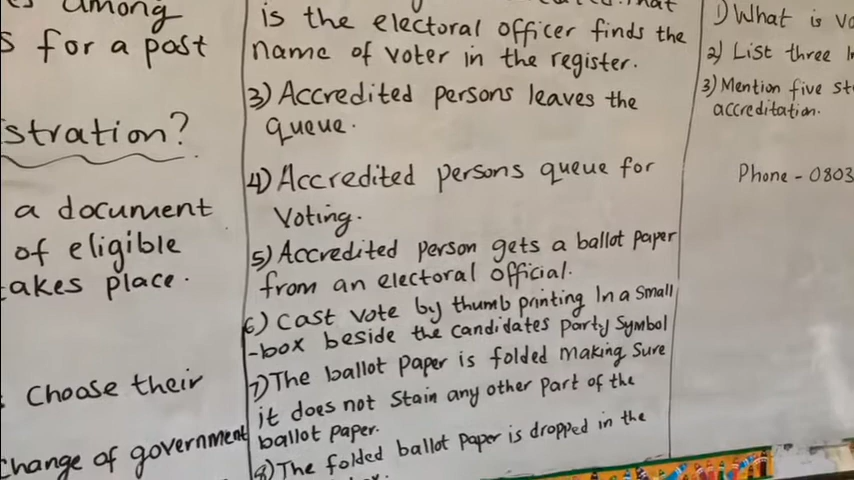 among
s for a post
stration?
a document
of eligible
akes place.
Choose their
Change of government
is the electoral officer finds the
name of voter in the register.
3) Accredited persons leaves the
queue.
4) Accredited persons queue for
Voting.
5) Accredited person gets a ballot paper
from an electoral official.
6) Cast vote by thumb printing In a Small
-box beside the candidates party Symbol
7) The ballot paper is folded making Sure
it does not Stain any other part of the
ballot paper.
8) The folded ballot paper is dropped in the
1) What is
2) List three
3) Mention five
accreditation.
Phone - 0803